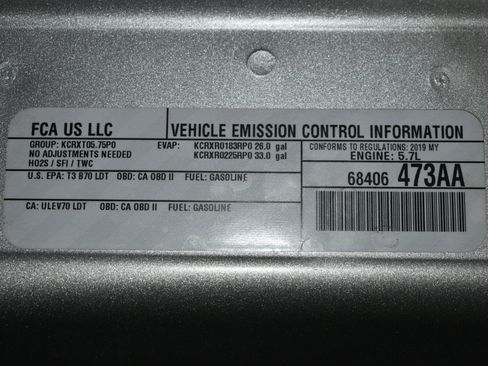 FCA US LLC
VEHICLE EMISSION CONTROL INFORMATION
GROUP: KCRXT05.75P0
NO ADJUSTMENTS NEEDED
HO2S / SFI / TWC
EVAP: KCRXR0183RP0 26.0 gal
KCRXR0225RP0 33.0 gal
CONFORMS TO REGULATIONS: 2019 MY
ENGINE: 5.7L
U.S. EPA: T3 B70 LDT OBD: CA OBD II FUEL: GASOLINE
68406 473AA
CA: ULEV70 LDT OBD: CA OBD II FUEL: GASOLINE